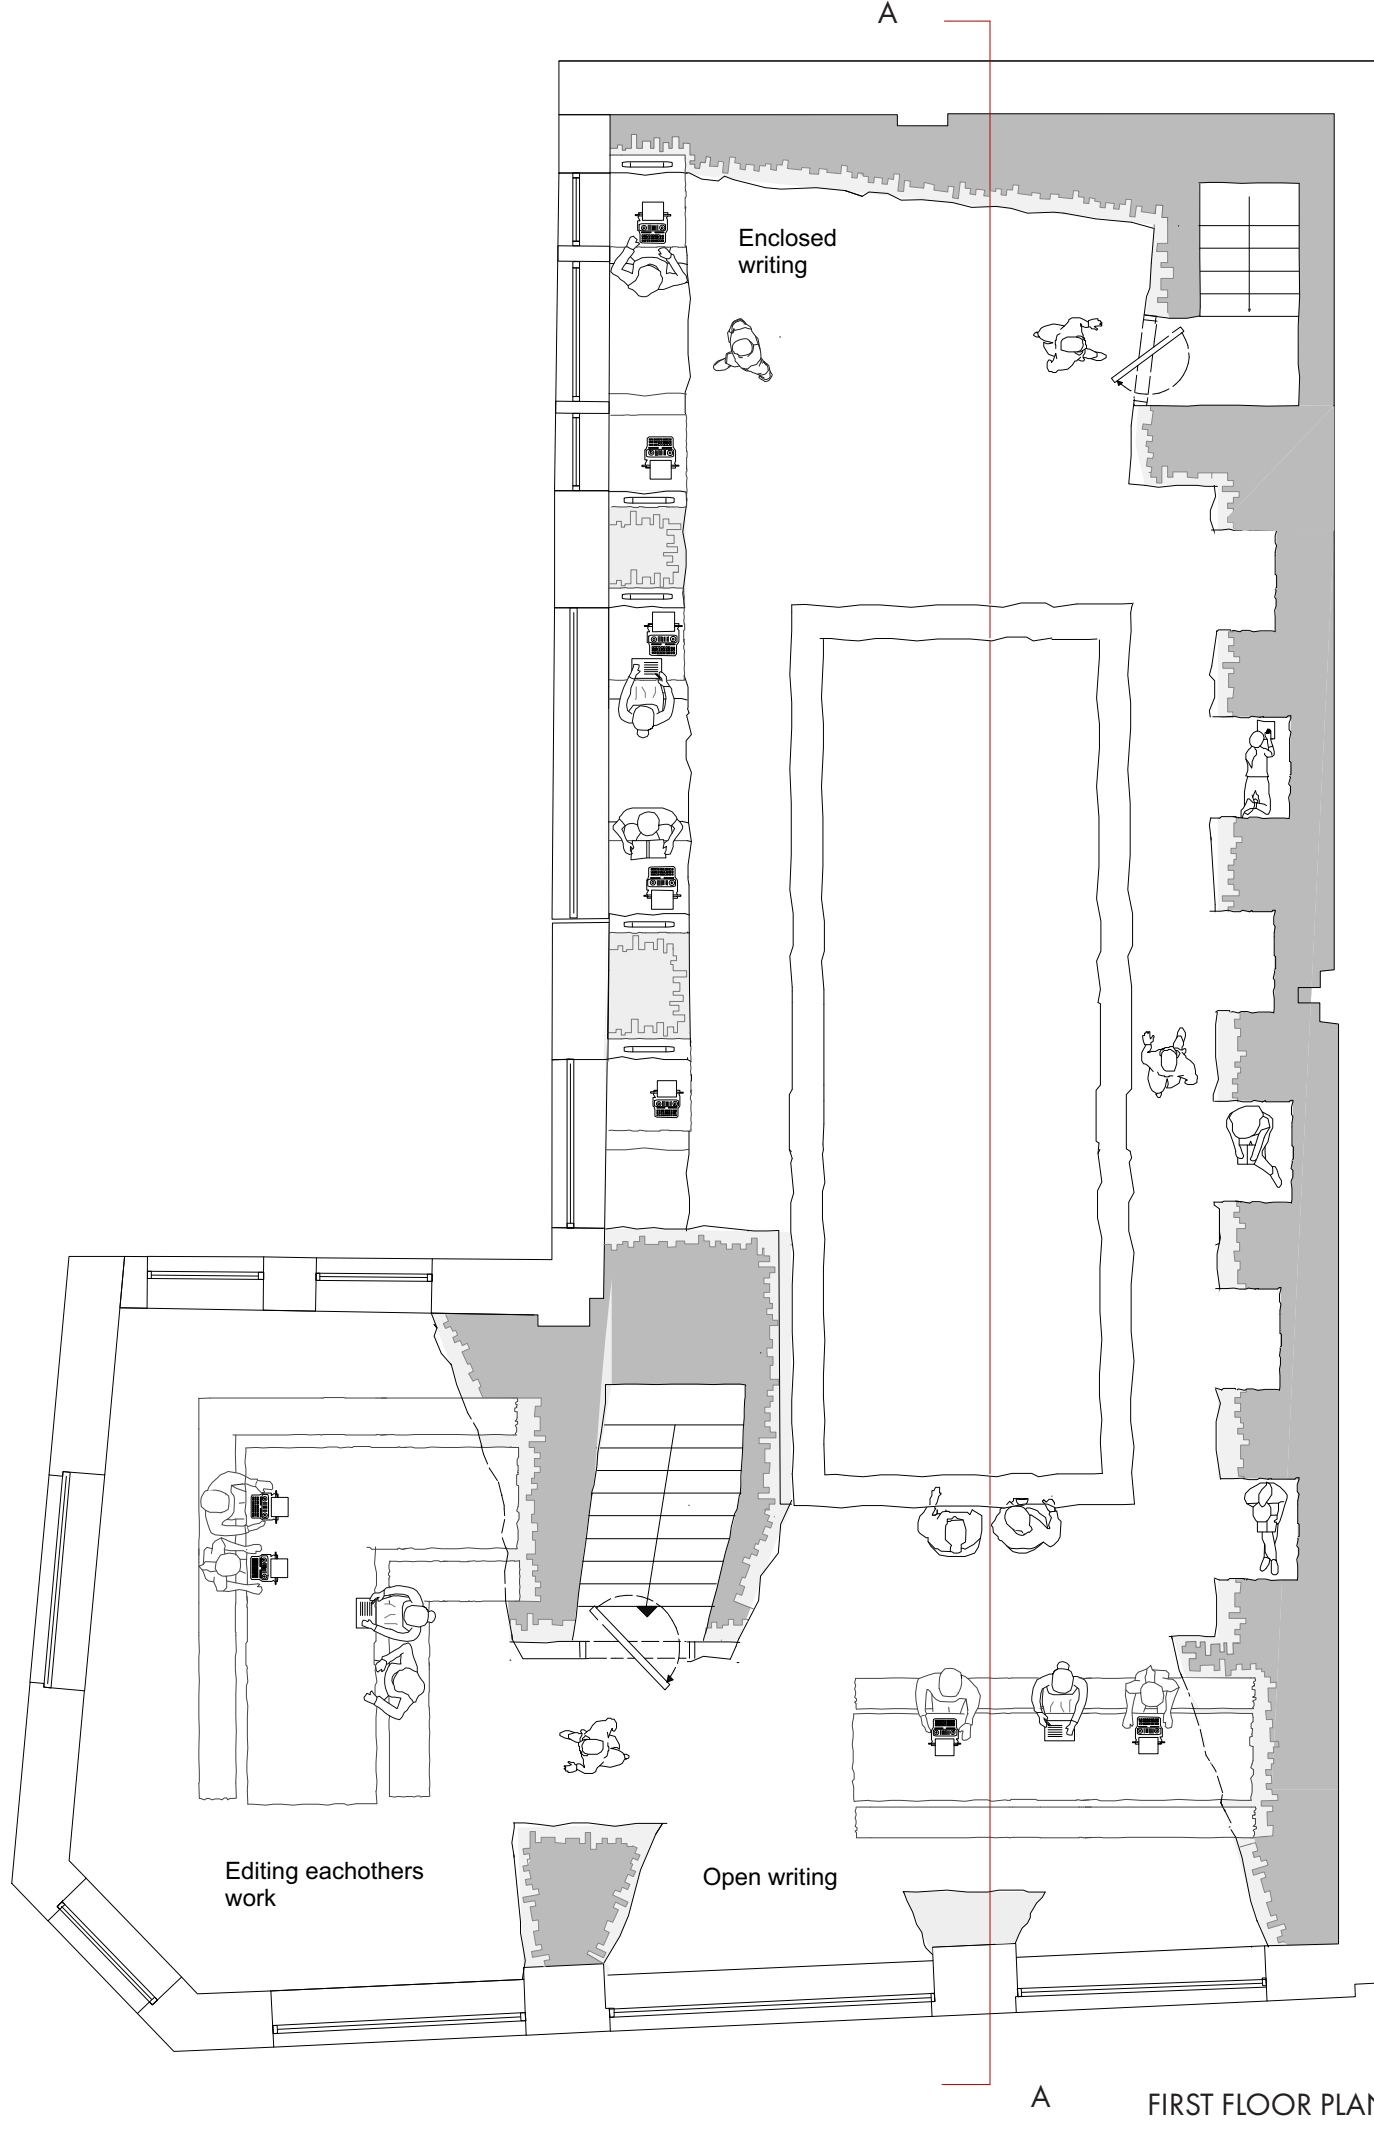 A
Enclosed
writing
Editing eachothers
work
Open writing
A
FIRST FLOOR PLAN